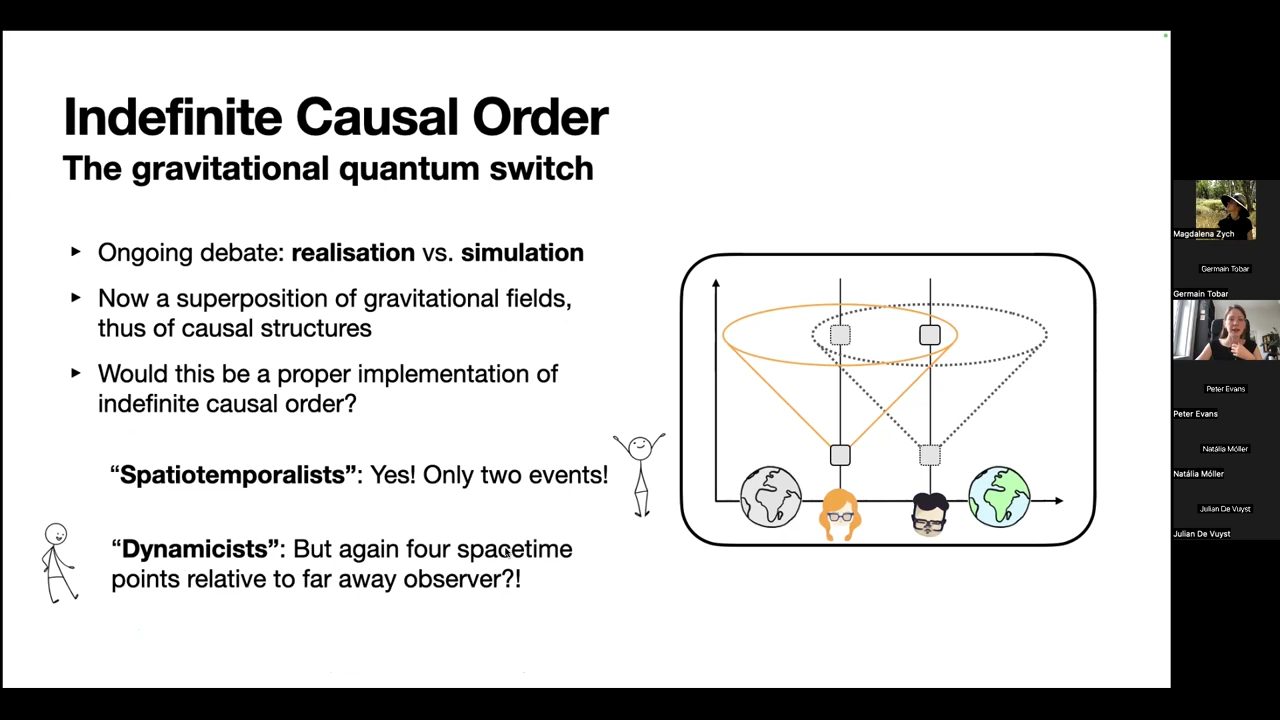 Indefinite Causal Order
The gravitational quantum switch
▸ Ongoing debate: realisation vs. simulation
▸ Now a superposition of gravitational fields,
thus of causal structures
▸ Would this be a proper implementation of
indefinite causal order?
“Spatiotemporalists”: Yes! Only two events!
“Dynamicists”: But again four spacetime
points relative to far away observer?!
Magdalena Zych
Germain Tobar
Germain Tobar
Peter Evans
Peter Evans
Natália Móller
Natália Móller
Julian De Vuyst
Julian De Vuyst